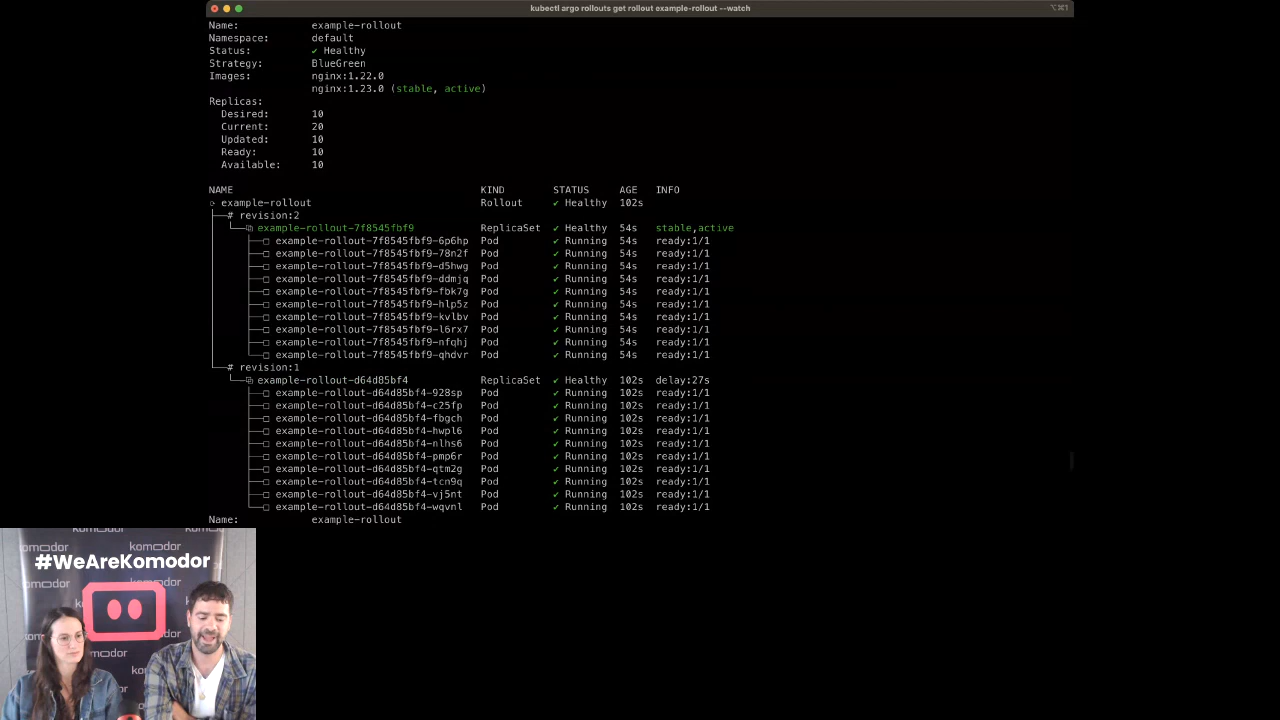 kubectl argo rollouts get rollout example-rollout --watch
⌥⌘1
Name: example-rollout
Namespace: default
Status: ✔ Healthy
Strategy: BlueGreen
Images: nginx:1.22.0
nginx:1.23.0 (stable, active)
Replicas:
Desired: 10
Current: 20
Updated: 10
Ready: 10
Available: 10
NAME KIND STATUS AGE INFO
⟳ example-rollout Rollout ✔ Healthy 102s
├──# revision:2
│  └──⧉ example-rollout-7f8545fbf9 ReplicaSet ✔ Healthy 54s stable,active
│     ├──□ example-rollout-7f8545fbf9-6p6hp Pod ✔ Running 54s ready:1/1
│     ├──□ example-rollout-7f8545fbf9-78n2f Pod ✔ Running 54s ready:1/1
│     ├──□ example-rollout-7f8545fbf9-d5hwg Pod ✔ Running 54s ready:1/1
│     ├──□ example-rollout-7f8545fbf9-ddmjq Pod ✔ Running 54s ready:1/1
│     ├──□ example-rollout-7f8545fbf9-fbk7g Pod ✔ Running 54s ready:1/1
│     ├──□ example-rollout-7f8545fbf9-hlp5z Pod ✔ Running 54s ready:1/1
│     ├──□ example-rollout-7f8545fbf9-kvlbv Pod ✔ Running 54s ready:1/1
│     ├──□ example-rollout-7f8545fbf9-l6rx7 Pod ✔ Running 54s ready:1/1
│     ├──□ example-rollout-7f8545fbf9-nfqhj Pod ✔ Running 54s ready:1/1
│     └──□ example-rollout-7f8545fbf9-qhdvr Pod ✔ Running 54s ready:1/1
└──# revision:1
   └──⧉ example-rollout-d64d85bf4 ReplicaSet ✔ Healthy 102s delay:27s
      ├──□ example-rollout-d64d85bf4-928sp Pod ✔ Running 102s ready:1/1
      ├──□ example-rollout-d64d85bf4-c25fp Pod ✔ Running 102s ready:1/1
      ├──□ example-rollout-d64d85bf4-fbgch Pod ✔ Running 102s ready:1/1
      ├──□ example-rollout-d64d85bf4-hwpl6 Pod ✔ Running 102s ready:1/1
      ├──□ example-rollout-d64d85bf4-nlhs6 Pod ✔ Running 102s ready:1/1
      ├──□ example-rollout-d64d85bf4-pmp6r Pod ✔ Running 102s ready:1/1
      ├──□ example-rollout-d64d85bf4-qtm2g Pod ✔ Running 102s ready:1/1
      ├──□ example-rollout-d64d85bf4-tcn9q Pod ✔ Running 102s ready:1/1
      ├──□ example-rollout-d64d85bf4-vj5nt Pod ✔ Running 102s ready:1/1
      └──□ example-rollout-d64d85bf4-wqvnl Pod ✔ Running 102s ready:1/1
Name: example-rollout
komodor
#WeAreKomodor